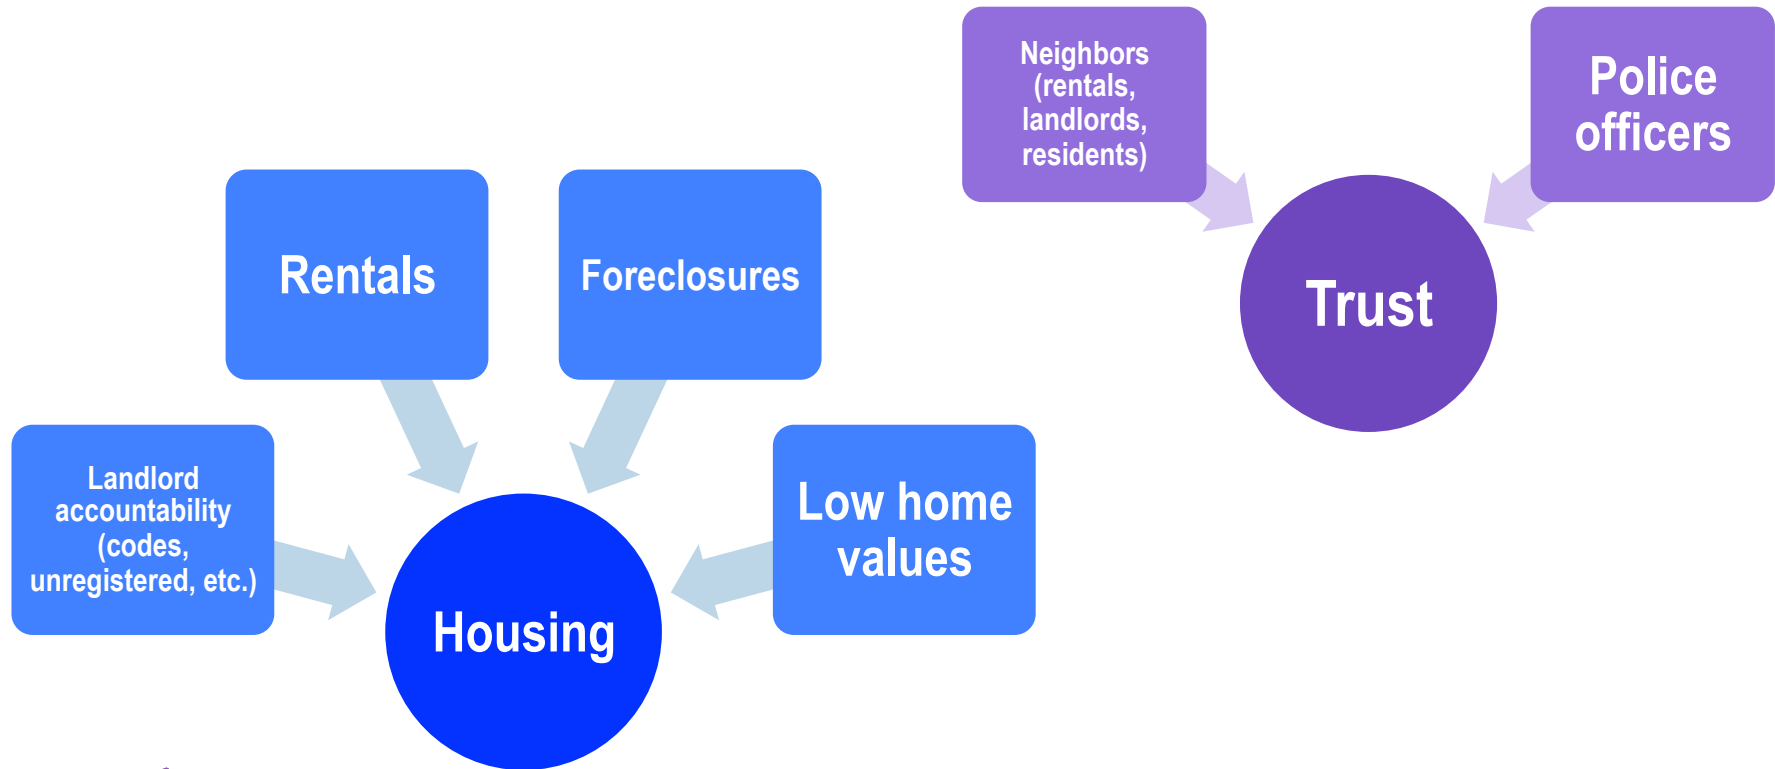 Neighbors
(rentals,
landlords,
residents)
Police
officers
Trust
Rentals
Foreclosures
Landlord
accountability
(codes,
unregistered, etc.)
Low home
values
Housing